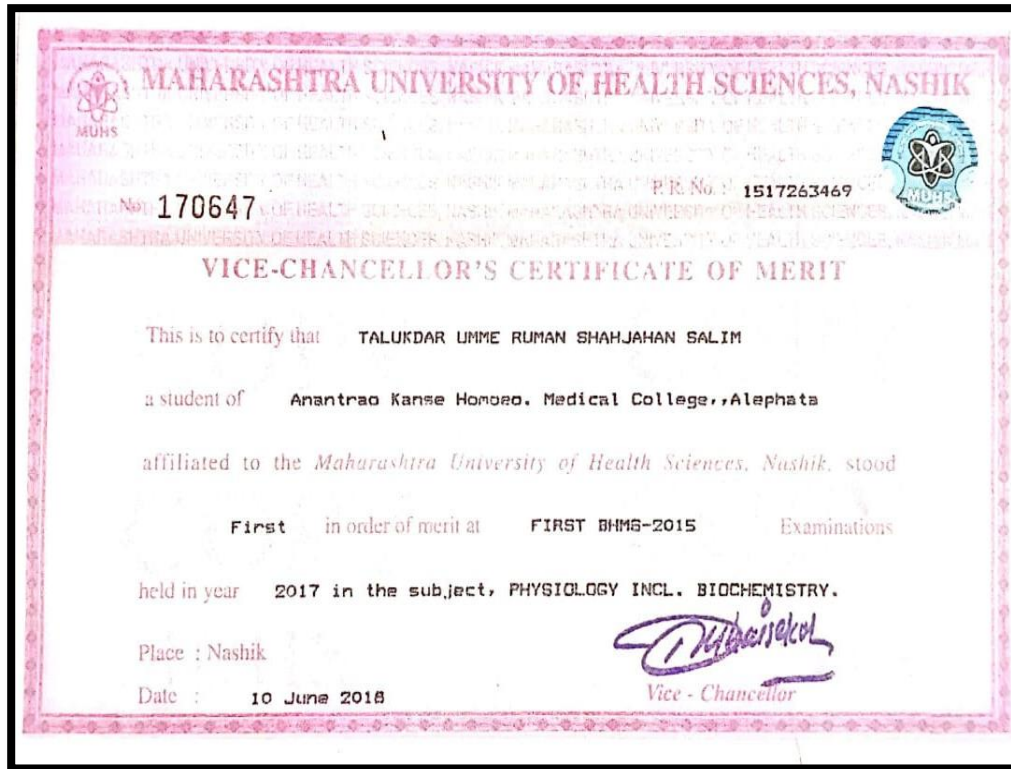 MAHARASHTRA UNIVERSITY OF HEALTH SCIENCES, NASHIK
MUHS
MUHS
P. R. No. : 1517263469
No. 170647
VICE-CHANCELLOR'S CERTIFICATE OF MERIT
This is to certify that TALUKDAR UMME RUMAN SHAHJAHAN SALIM
a student of Anantrao Kanse Homoeo. Medical College,,Alephata
affiliated to the Maharashtra University of Health Sciences, Nashik, stood
First in order of merit at FIRST BHMS-2015 Examinations
held in year 2017 in the subject, PHYSIOLOGY INCL. BIOCHEMISTRY.
Place : Nashik
Date : 10 June 2018
Vice - Chancellor